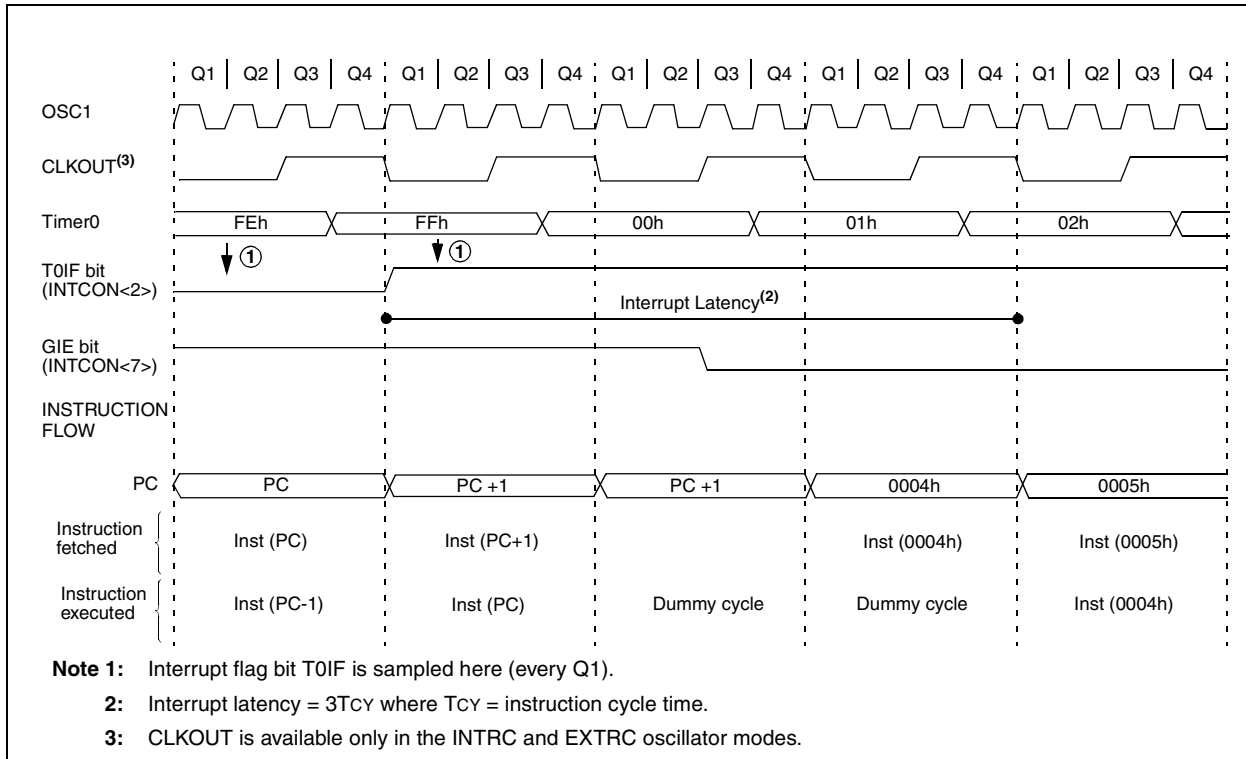 Q1 Q2 Q3 Q4 Q1 Q2 Q3 Q4 Q1 Q2 Q3 Q4 Q1 Q2 Q3 Q4 Q1 Q2 Q3 Q4
OSC1
CLKOUT(3)
Timer0 FEh FFh 00h 01h 02h
1 1
T0IF bit
(INTCON<2>)
Interrupt Latency(2)
GIE bit
(INTCON<7>)
INSTRUCTION
FLOW
PC PC PC +1 PC +1 0004h 0005h
Instruction
fetched
Inst (PC) Inst (PC+1) Inst (0004h) Inst (0005h)
Instruction
executed
Inst (PC-1) Inst (PC) Dummy cycle Dummy cycle Inst (0004h)
Note 1: Interrupt flag bit T0IF is sampled here (every Q1).
2: Interrupt latency = 3TCY where TCY = instruction cycle time.
3: CLKOUT is available only in the INTRC and EXTRC oscillator modes.